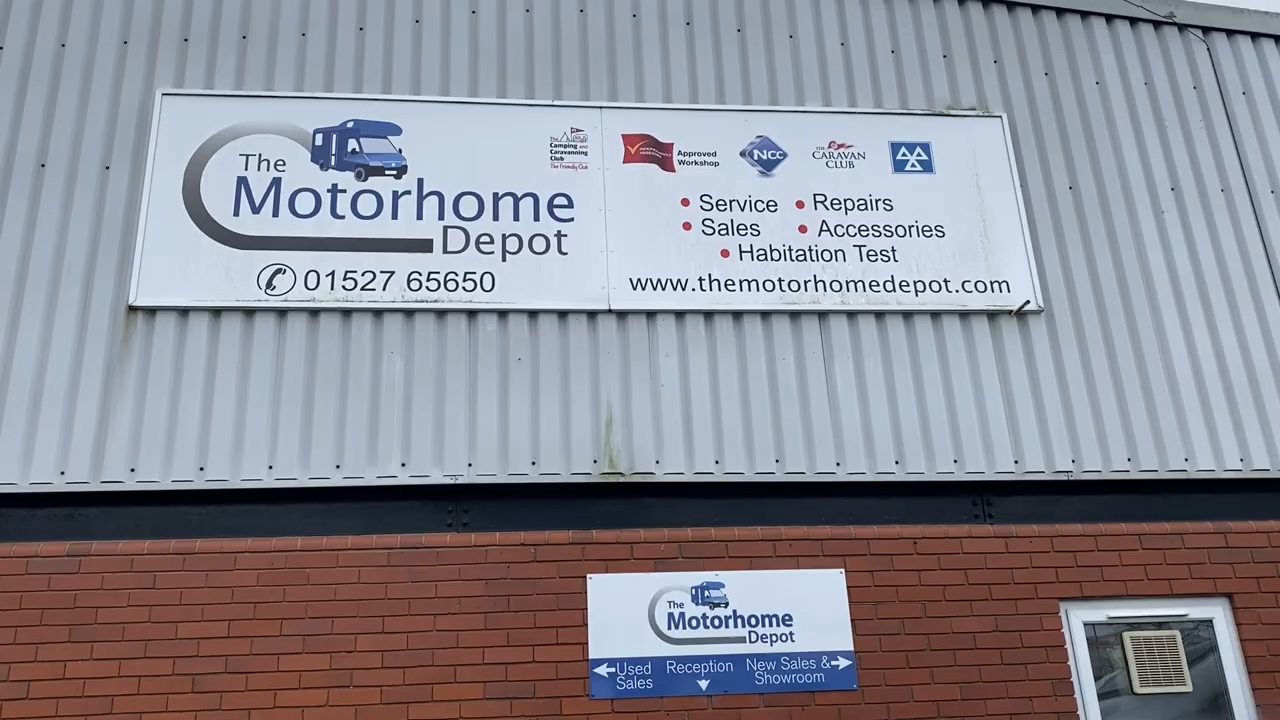 The
Motorhome
Depot
01527 65650
The
Camping and
Caravanning
Club
The Friendly Club
Approved
Workshop
NCC
THE
CARAVAN
CLUB
• Service • Repairs
• Sales • Accessories
• Habitation Test
www.themotorhomedepot.com
The
Motorhome
Depot
Used
Sales
Reception
New Sales &
Showroom